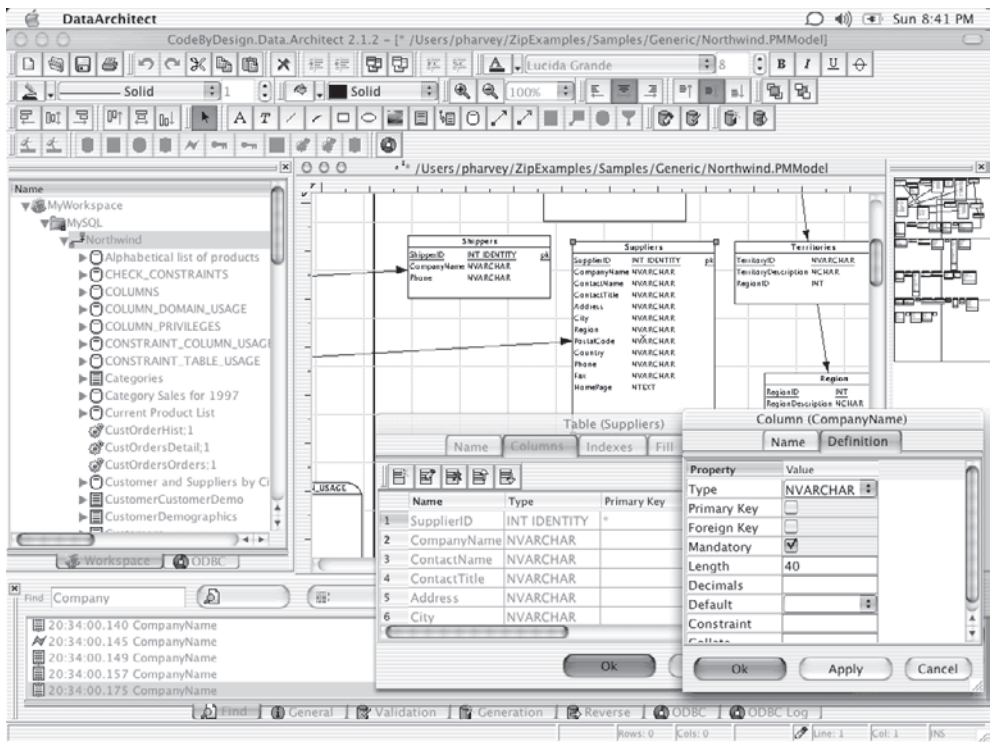 DataArchitect
Sun 8:41 PM
CodeByDesign.Data.Architect 2.1.2 – [* /Users/pharvey/ZipExamples/Samples/Generic/Northwind.PMModel]
Lucida Grande
8
B
I
U
Solid
1
Solid
100%
A
T
/Users/pharvey/ZipExamples/Samples/Generic/Northwind.PMModel
Name
MyWorkspace
MySQL
Northwind
Alphabetical list of products
CHECK_CONSTRAINTS
COLUMNS
COLUMN_DOMAIN_USAGE
COLUMN_PRIVILEGES
CONSTRAINT_COLUMN_USAGE
CONSTRAINT_TABLE_USAGE
Categories
Category Sales for 1997
Current Product List
CustOrderHist;1
CustOrdersDetail;1
CustOrdersOrders;1
Customer and Suppliers by Ci
CustomerCustomerDemo
CustomerDemographics
Workspace
ODBC
Shippers
ShipperID INT IDENTITY pk
CompanyName NVARCHAR
Phone NVARCHAR
Suppliers
SupplierID INT IDENTITY pk
CompanyName NVARCHAR
ContactName NVARCHAR
ContactTitle NVARCHAR
Address NVARCHAR
City NVARCHAR
Region NVARCHAR
PostalCode NVARCHAR
Country NVARCHAR
Phone NVARCHAR
Fax NVARCHAR
HomePage NTEXT
Territories
TerritoryID NVARCHAR
TerritoryDescription NCHAR
RegionID INT
Region
RegionID INT
RegionDescription NCHAR
N_USAGE
Table (Suppliers)
Name
Columns
Indexes
Fill
Name Type Primary Key
1 SupplierID INT IDENTITY *
2 CompanyName NVARCHAR
3 ContactName NVARCHAR
4 ContactTitle NVARCHAR
5 Address NVARCHAR
6 City NVARCHAR
Ok
Column (CompanyName)
Name
Definition
Property Value
Type NVARCHAR
Primary Key
Foreign Key
Mandatory
Length 40
Decimals
Default
Constraint
Collate
Ok
Apply
Cancel
Find Company
20:34:00.140 CompanyName
20:34:00.145 CompanyName
20:34:00.149 CompanyName
20:34:00.157 CompanyName
20:34:00.175 CompanyName
Find
General
Validation
Generation
Reverse
ODBC
ODBC Log
Rows: 0
Cols: 0
Line: 1
Col: 1
INS